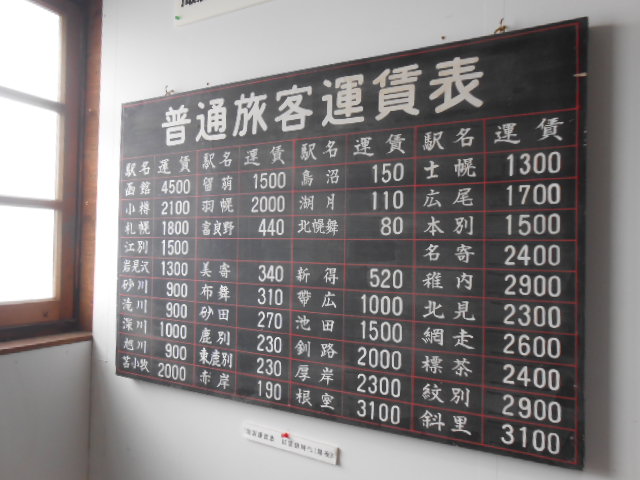 普通旅客運賃表
駅名 運賃 駅名 運賃 駅名 運賃 駅名 運賃
函館 4500 留萌 1500 鳥沼 150 士幌 1300
小樽 2100 羽幌 2000 湖月 110 広尾 1700
札幌 1800 富良野 440 北幌舞 80 本別 1500
江別 1500 名寄 2400
岩見沢 1300 美寄 340 新得 520 稚内 2900
砂川 900 布舞 310 帯広 1000 北見 2300
滝川 900 砂田 270 池田 1500 網走 2600
深川 1000 鹿別 230 釧路 2000 標茶 2400
旭川 900 東鹿別 230 厚岸 2300 紋別 2900
苫小牧 2000 赤岸 190 根室 3100 斜里 3100